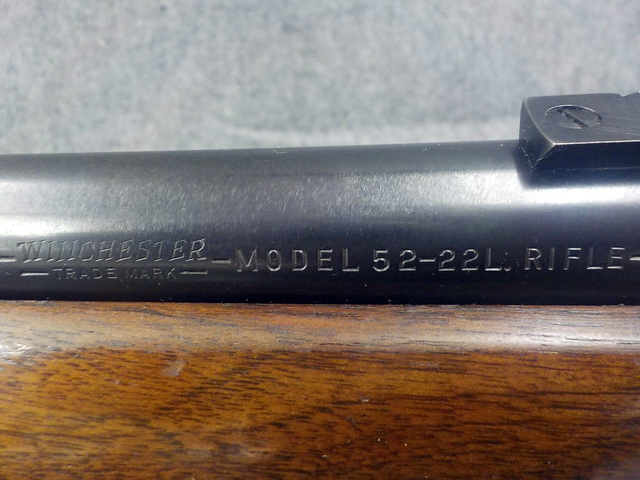 WINCHESTER
TRADE MARK
-MODEL 52-22L. RIFLE-